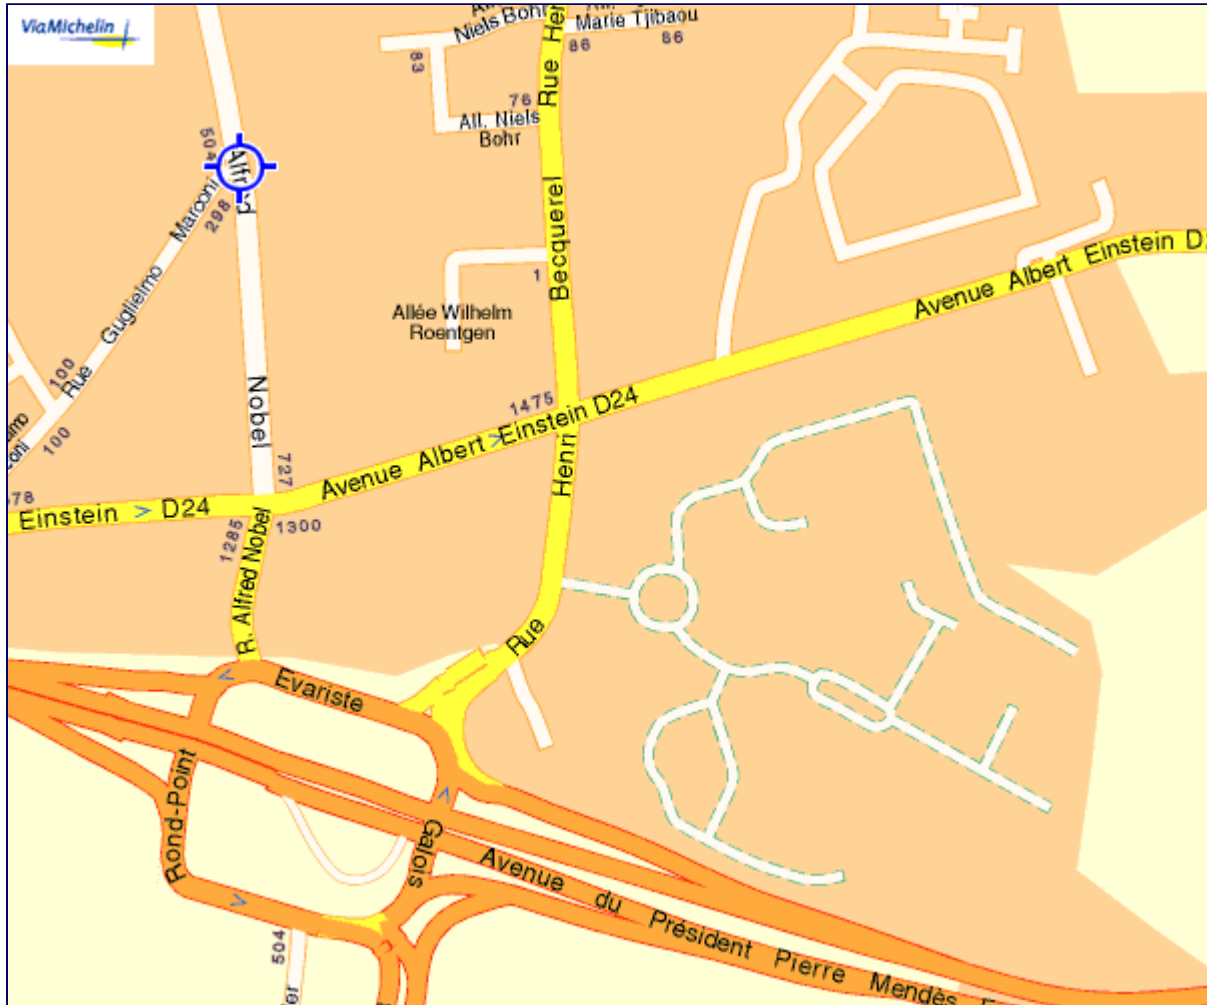 ViaMichelin
Niels Bohr
Marie Tjibaou
86
86
83
76
All. Niels
Bohr
Rue Her
Becquerel
504
Alfred
298
Rue Guglielmo Marconi
100
100
1
Allée Wilhelm
Roentgen
Avenue Albert Einstein
Nobel
1475
Einstein D24
Avenue Albert
727
Henri
Einstein D24
1285
1300
R. Alfred Nobel
Rue
Evariste
Rond-Point
Galois
Avenue du Président Pierre Mendès
504